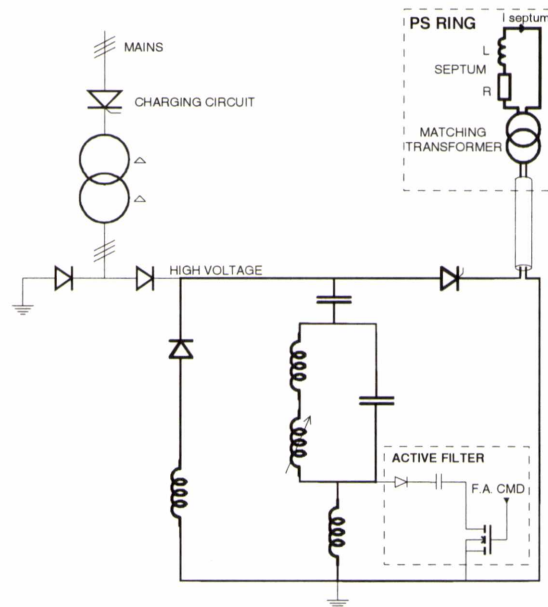 I septum
PS RING
MAINS
L
SEPTUM
R
CHARGING CIRCUIT
MATCHING
TRANSFORMER
HIGH VOLTAGE
ACTIVE FILTER
F.A. CMD